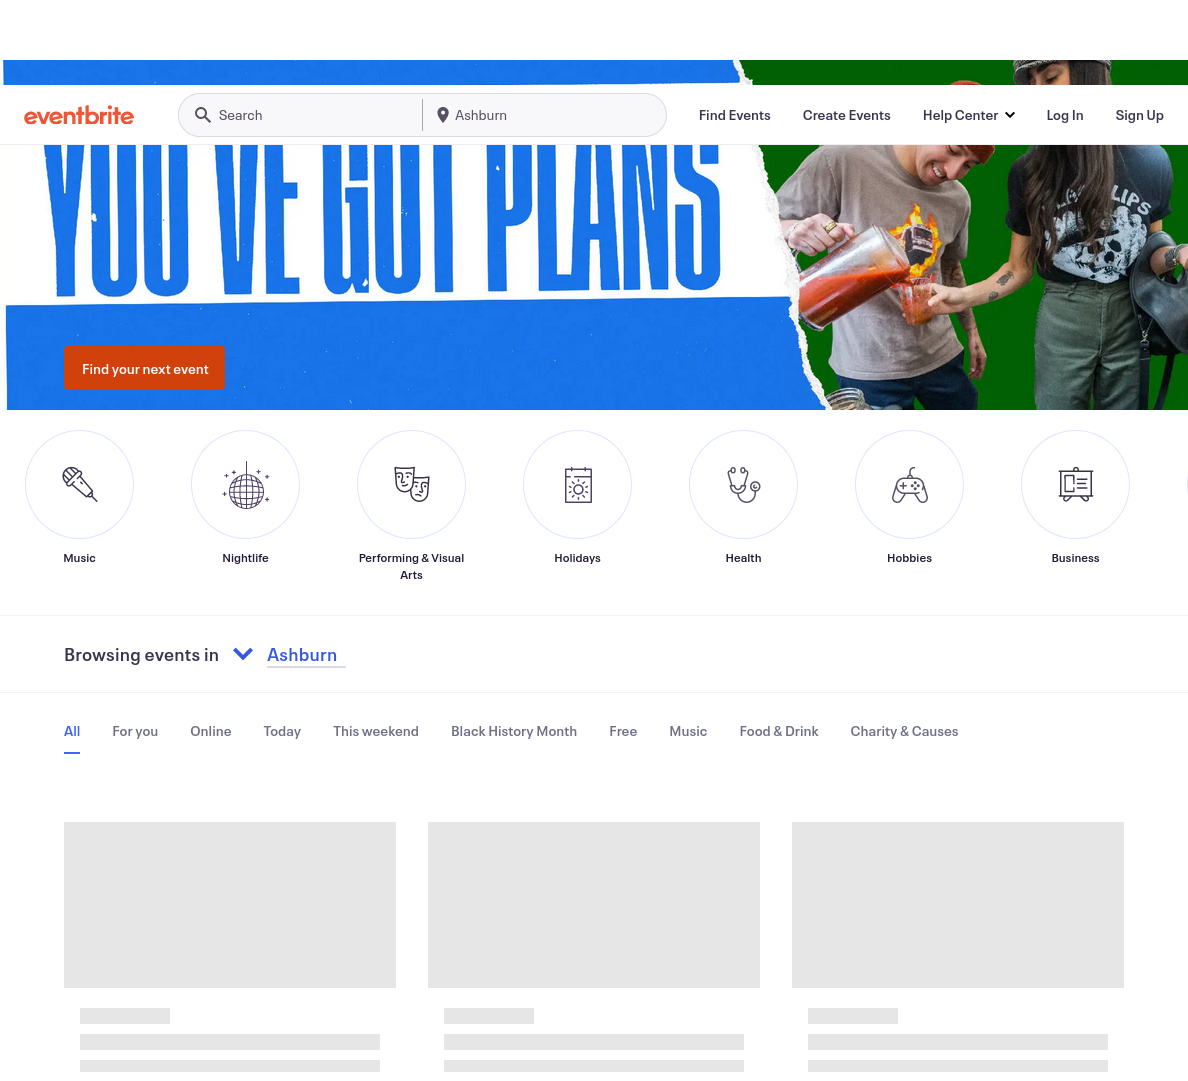 eventbrite
Search
Ashburn
Find Events
Create Events
Help Center
Log In
Sign Up
YOU'VE GOT PLANS
Find your next event
Music
Nightlife
Performing & Visual
Arts
Holidays
Health
Hobbies
Business
Browsing events in
Ashburn
All
For you
Online
Today
This weekend
Black History Month
Free
Music
Food & Drink
Charity & Causes